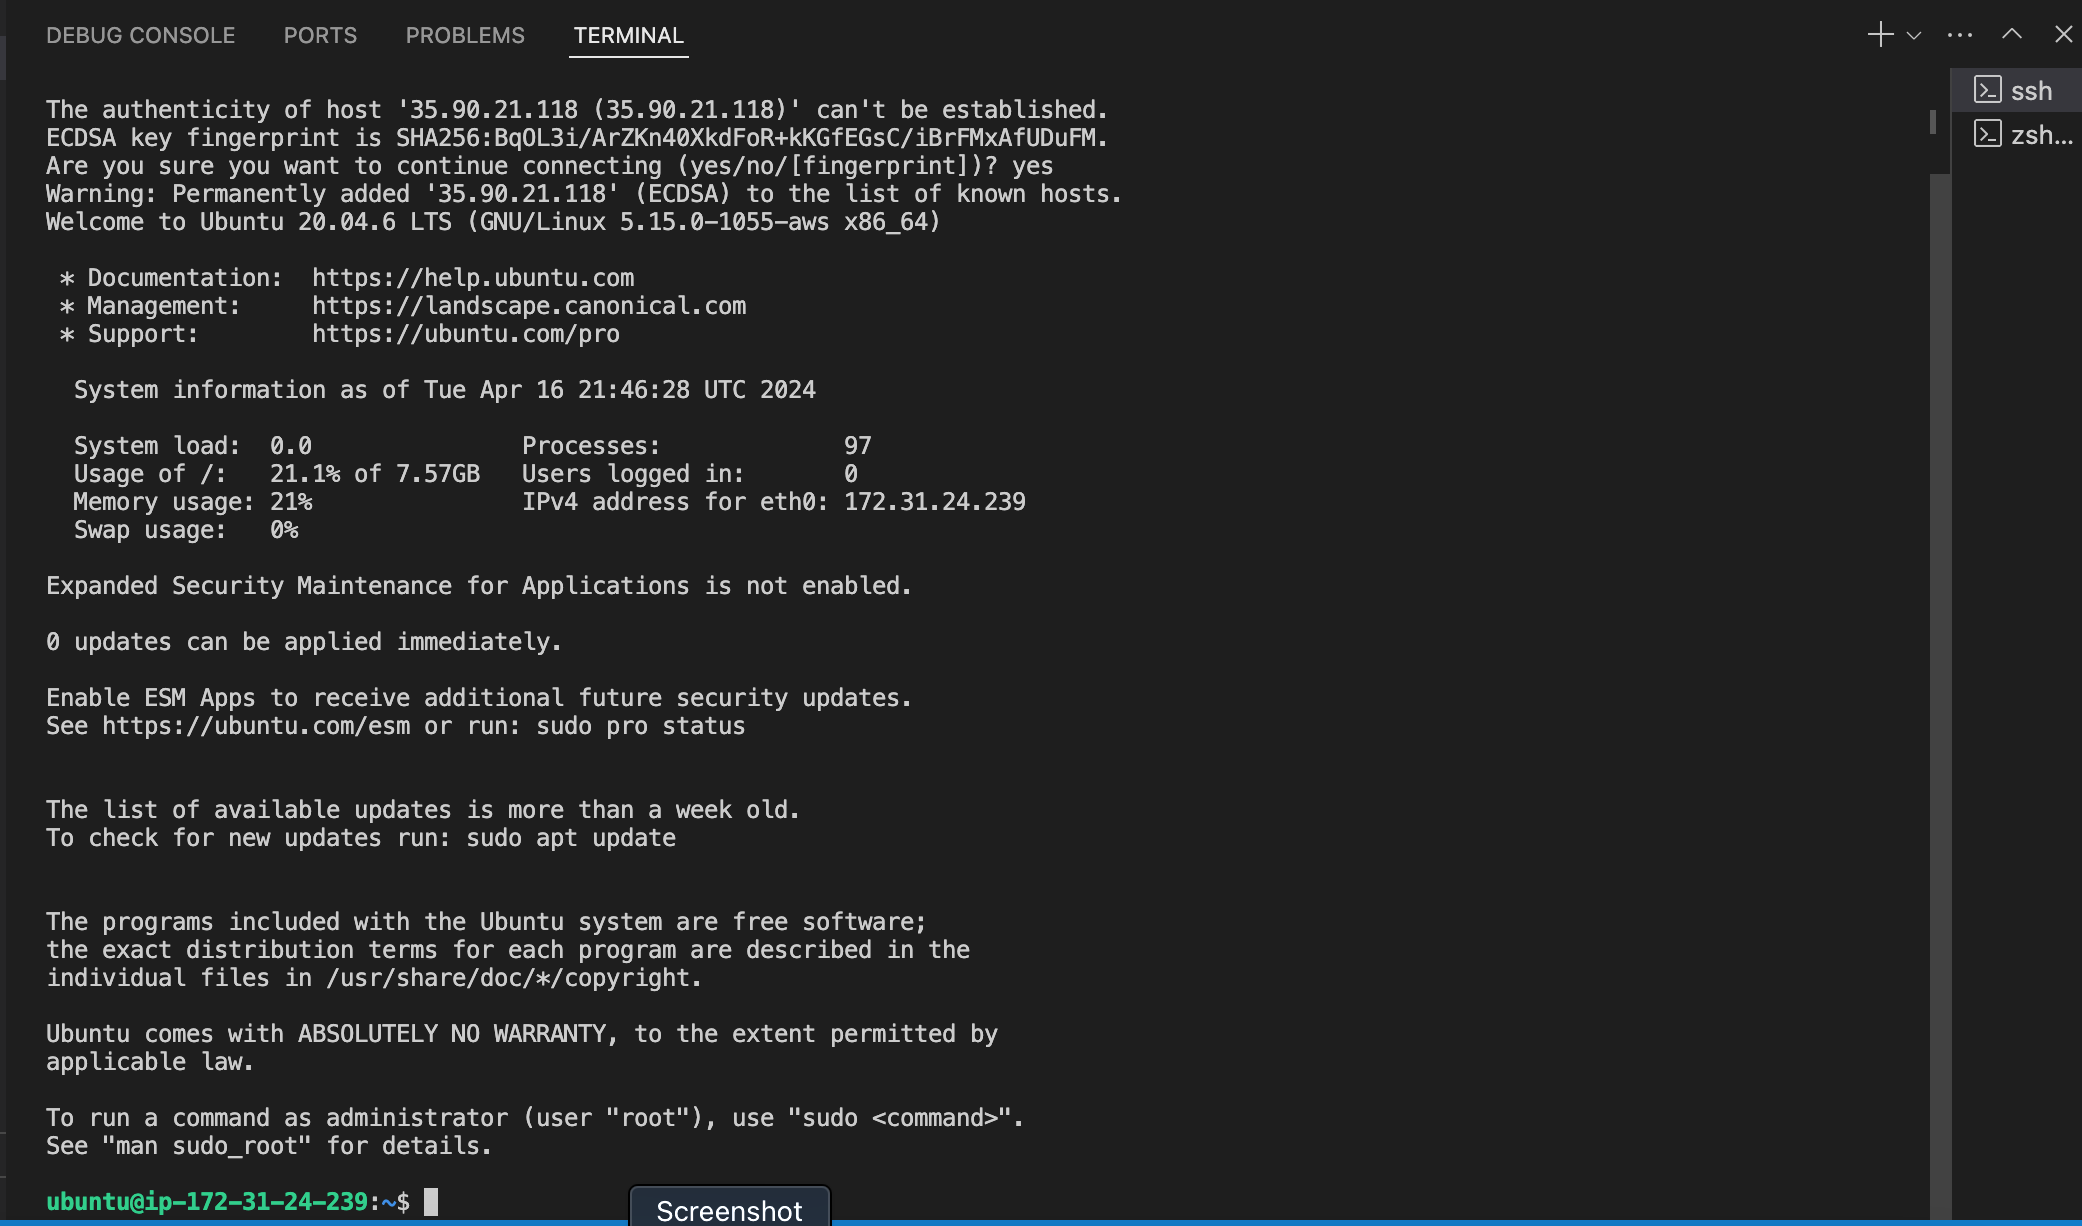 DEBUG CONSOLE PORTS PROBLEMS TERMINAL
ssh
zsh...
The authenticity of host '35.90.21.118 (35.90.21.118)' can't be established.
ECDSA key fingerprint is SHA256:BqOL3i/ArZKn40XkdFoR+kKGfEGsC/iBrFMxAfUDuFM.
Are you sure you want to continue connecting (yes/no/[fingerprint])? yes
Warning: Permanently added '35.90.21.118' (ECDSA) to the list of known hosts.
Welcome to Ubuntu 20.04.6 LTS (GNU/Linux 5.15.0-1055-aws x86_64)
* Documentation: https://help.ubuntu.com
* Management: https://landscape.canonical.com
* Support: https://ubuntu.com/pro
System information as of Tue Apr 16 21:46:28 UTC 2024
System load: 0.0 Processes: 97
Usage of /: 21.1% of 7.57GB Users logged in: 0
Memory usage: 21% IPv4 address for eth0: 172.31.24.239
Swap usage: 0%
Expanded Security Maintenance for Applications is not enabled.
0 updates can be applied immediately.
Enable ESM Apps to receive additional future security updates.
See https://ubuntu.com/esm or run: sudo pro status
The list of available updates is more than a week old.
To check for new updates run: sudo apt update
The programs included with the Ubuntu system are free software;
the exact distribution terms for each program are described in the
individual files in /usr/share/doc/*/copyright.
Ubuntu comes with ABSOLUTELY NO WARRANTY, to the extent permitted by
applicable law.
To run a command as administrator (user "root"), use "sudo <command>".
See "man sudo_root" for details.
ubuntu@ip-172-31-24-239:~$
Screenshot